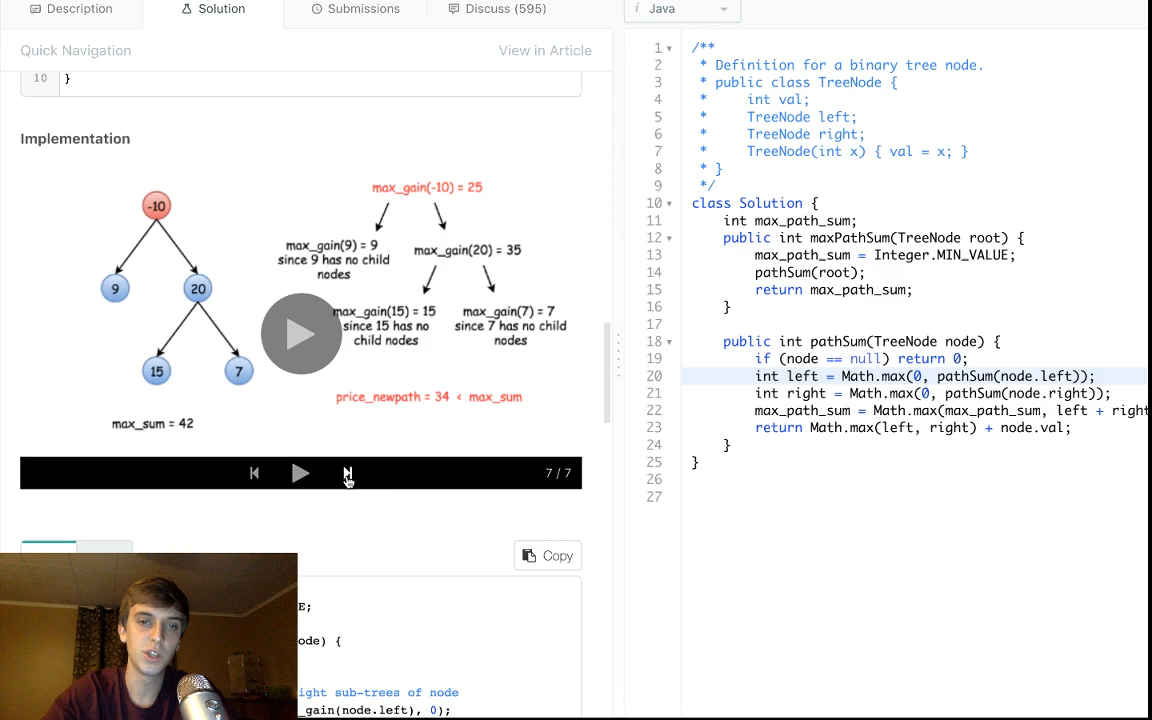 Description
Solution
Submissions
Discuss (595)
i Java
Quick Navigation
View in Article
10 }
Implementation
-10
9
20
15
7
max_sum = 42
max_gain(-10) = 25
max_gain(9) = 9
since 9 has no child
nodes
max_gain(20) = 35
max_gain(15) = 15
since 15 has no
child nodes
max_gain(7) = 7
since 7 has no child
nodes
price_newpath = 34 < max_sum
7 / 7
Copy
E;
ode) {
ight sub-trees of node
_gain(node.left), 0);
1 /**
2 * Definition for a binary tree node.
3 * public class TreeNode {
4 *     int val;
5 *     TreeNode left;
6 *     TreeNode right;
7 *     TreeNode(int x) { val = x; }
8 * }
9 */
10 class Solution {
11     int max_path_sum;
12     public int maxPathSum(TreeNode root) {
13         max_path_sum = Integer.MIN_VALUE;
14         pathSum(root);
15         return max_path_sum;
16     }
17
18     public int pathSum(TreeNode node) {
19         if (node == null) return 0;
20         int left = Math.max(0, pathSum(node.left));
21         int right = Math.max(0, pathSum(node.right));
22         max_path_sum = Math.max(max_path_sum, left + right
23         return Math.max(left, right) + node.val;
24     }
25 }
26
27